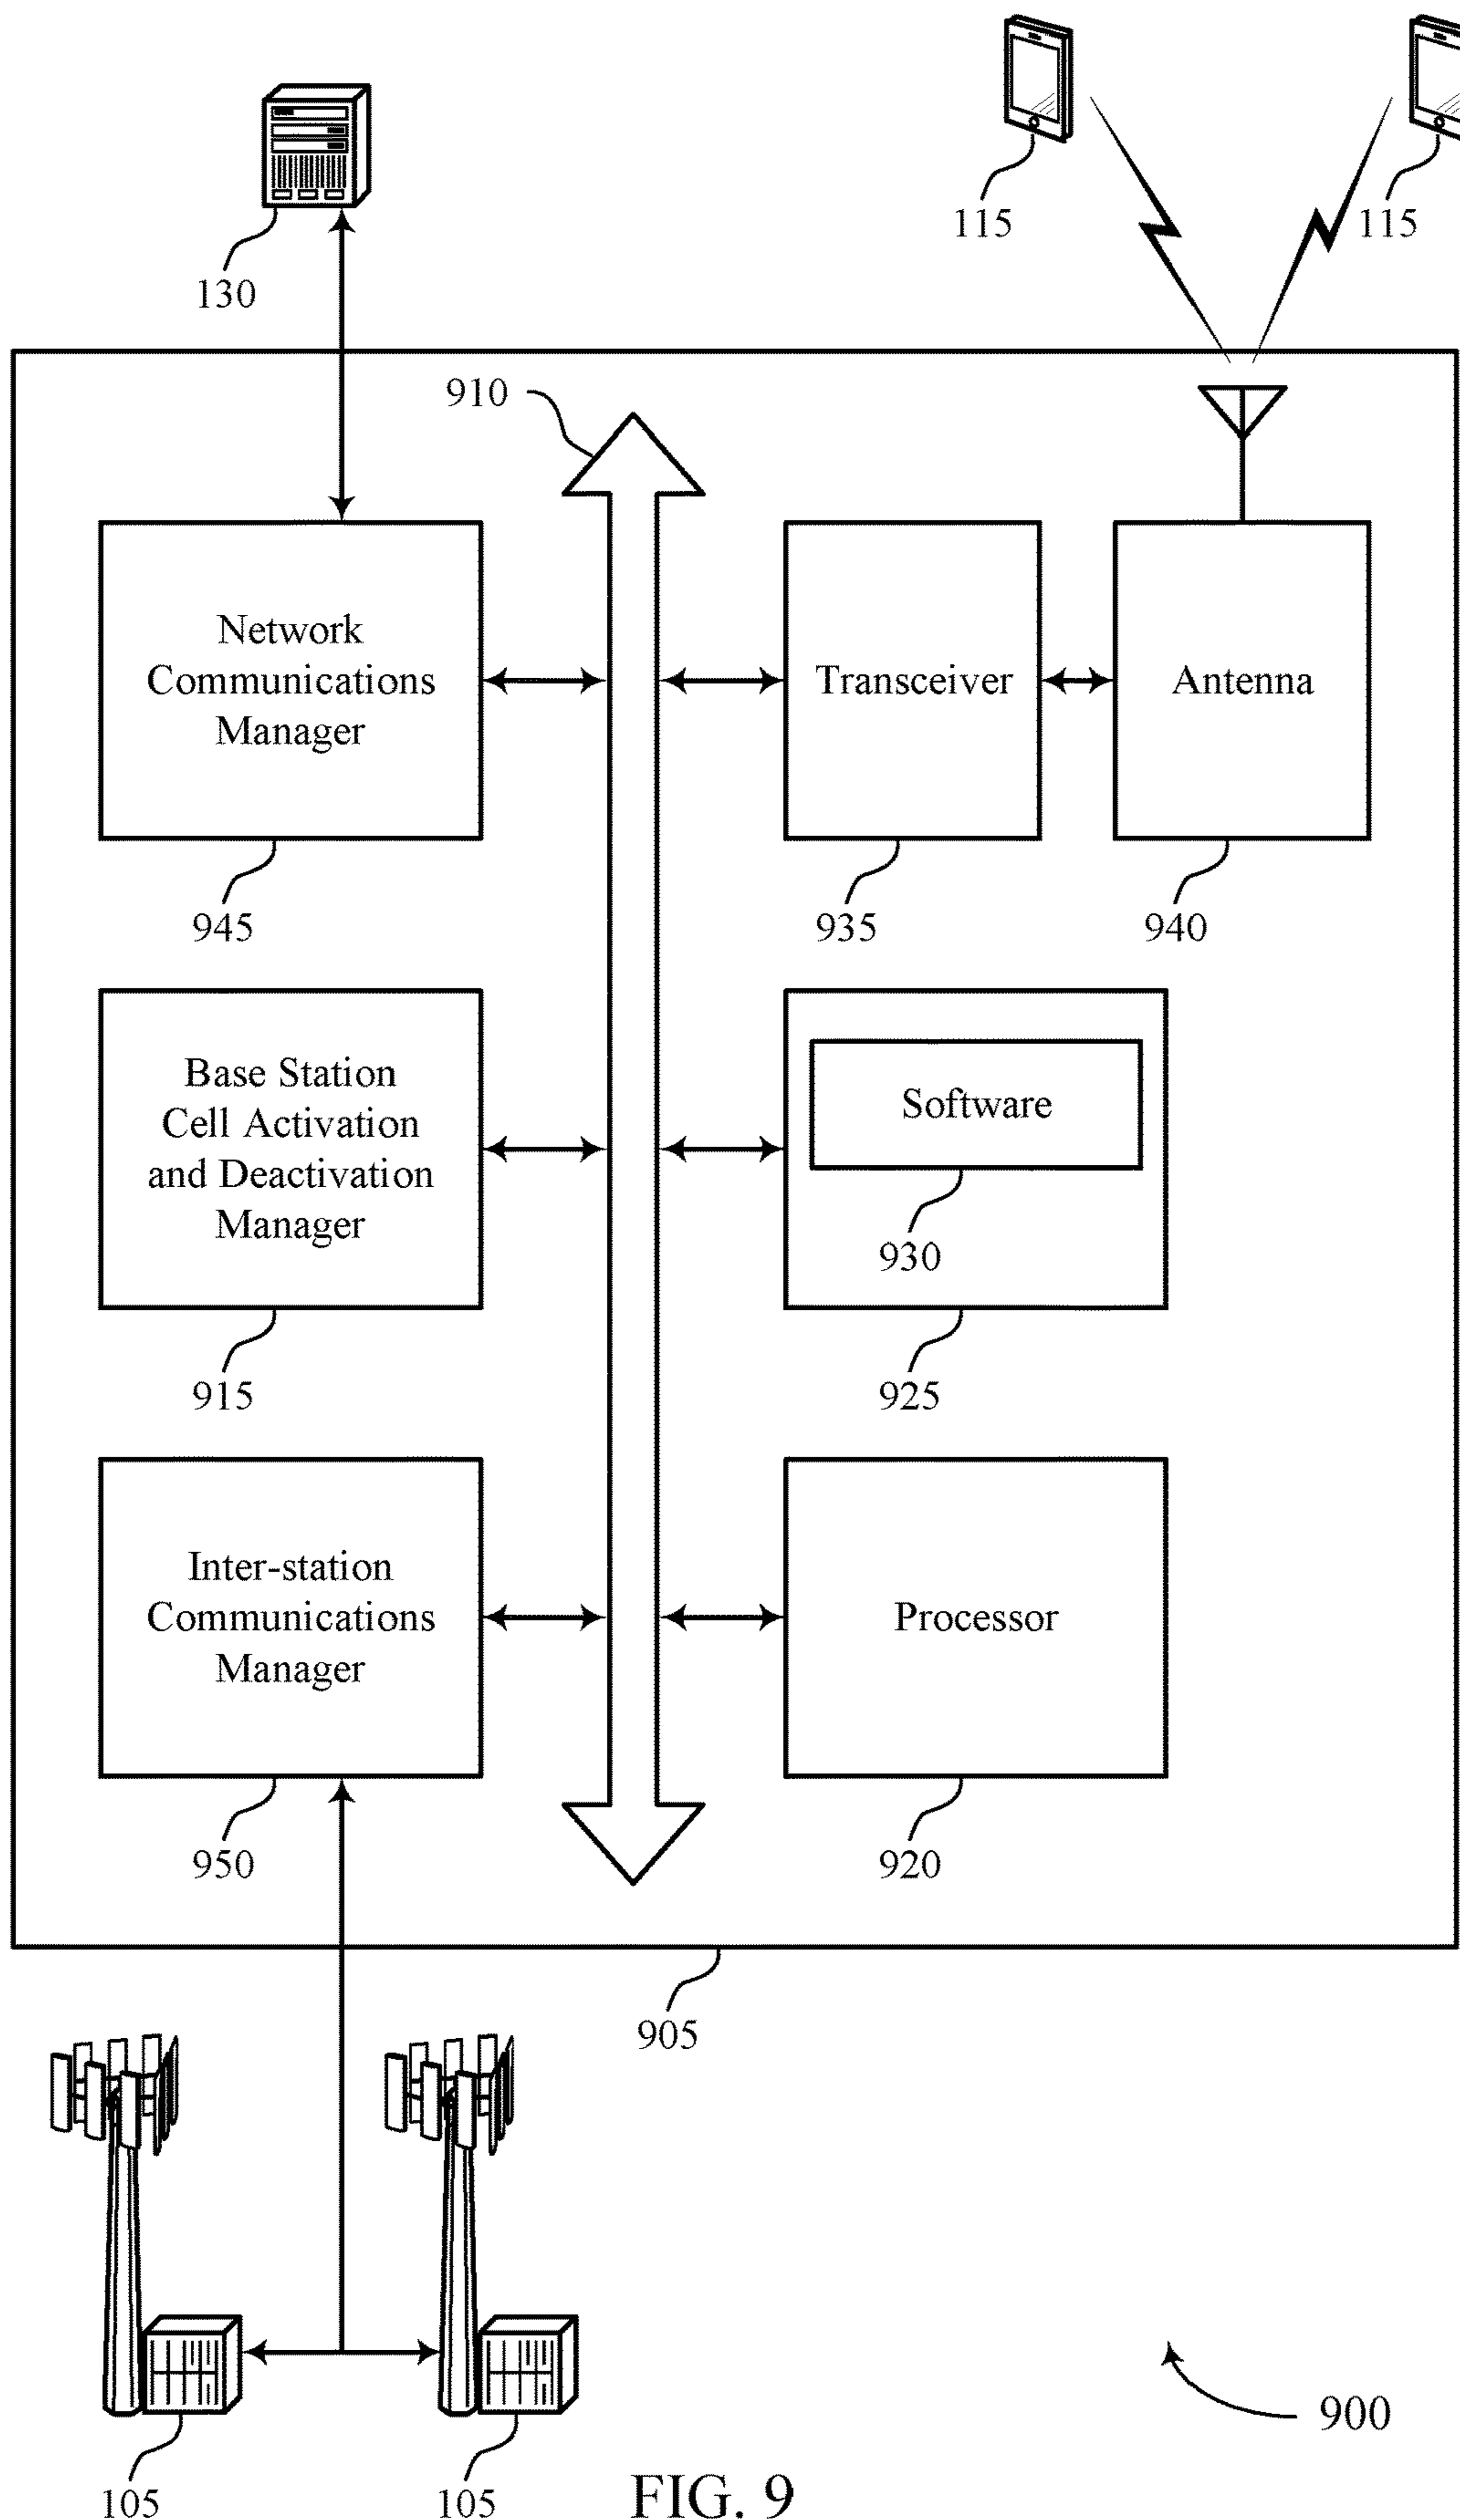 115
115
130
910
Network
Communications
Manager
Transceiver
Antenna
945
935
940
Base Station
Cell Activation
and Deactivation
Manager
Software
930
915
925
Inter-station
Communications
Manager
Processor
950
920
905
900
105
105
FIG. 9